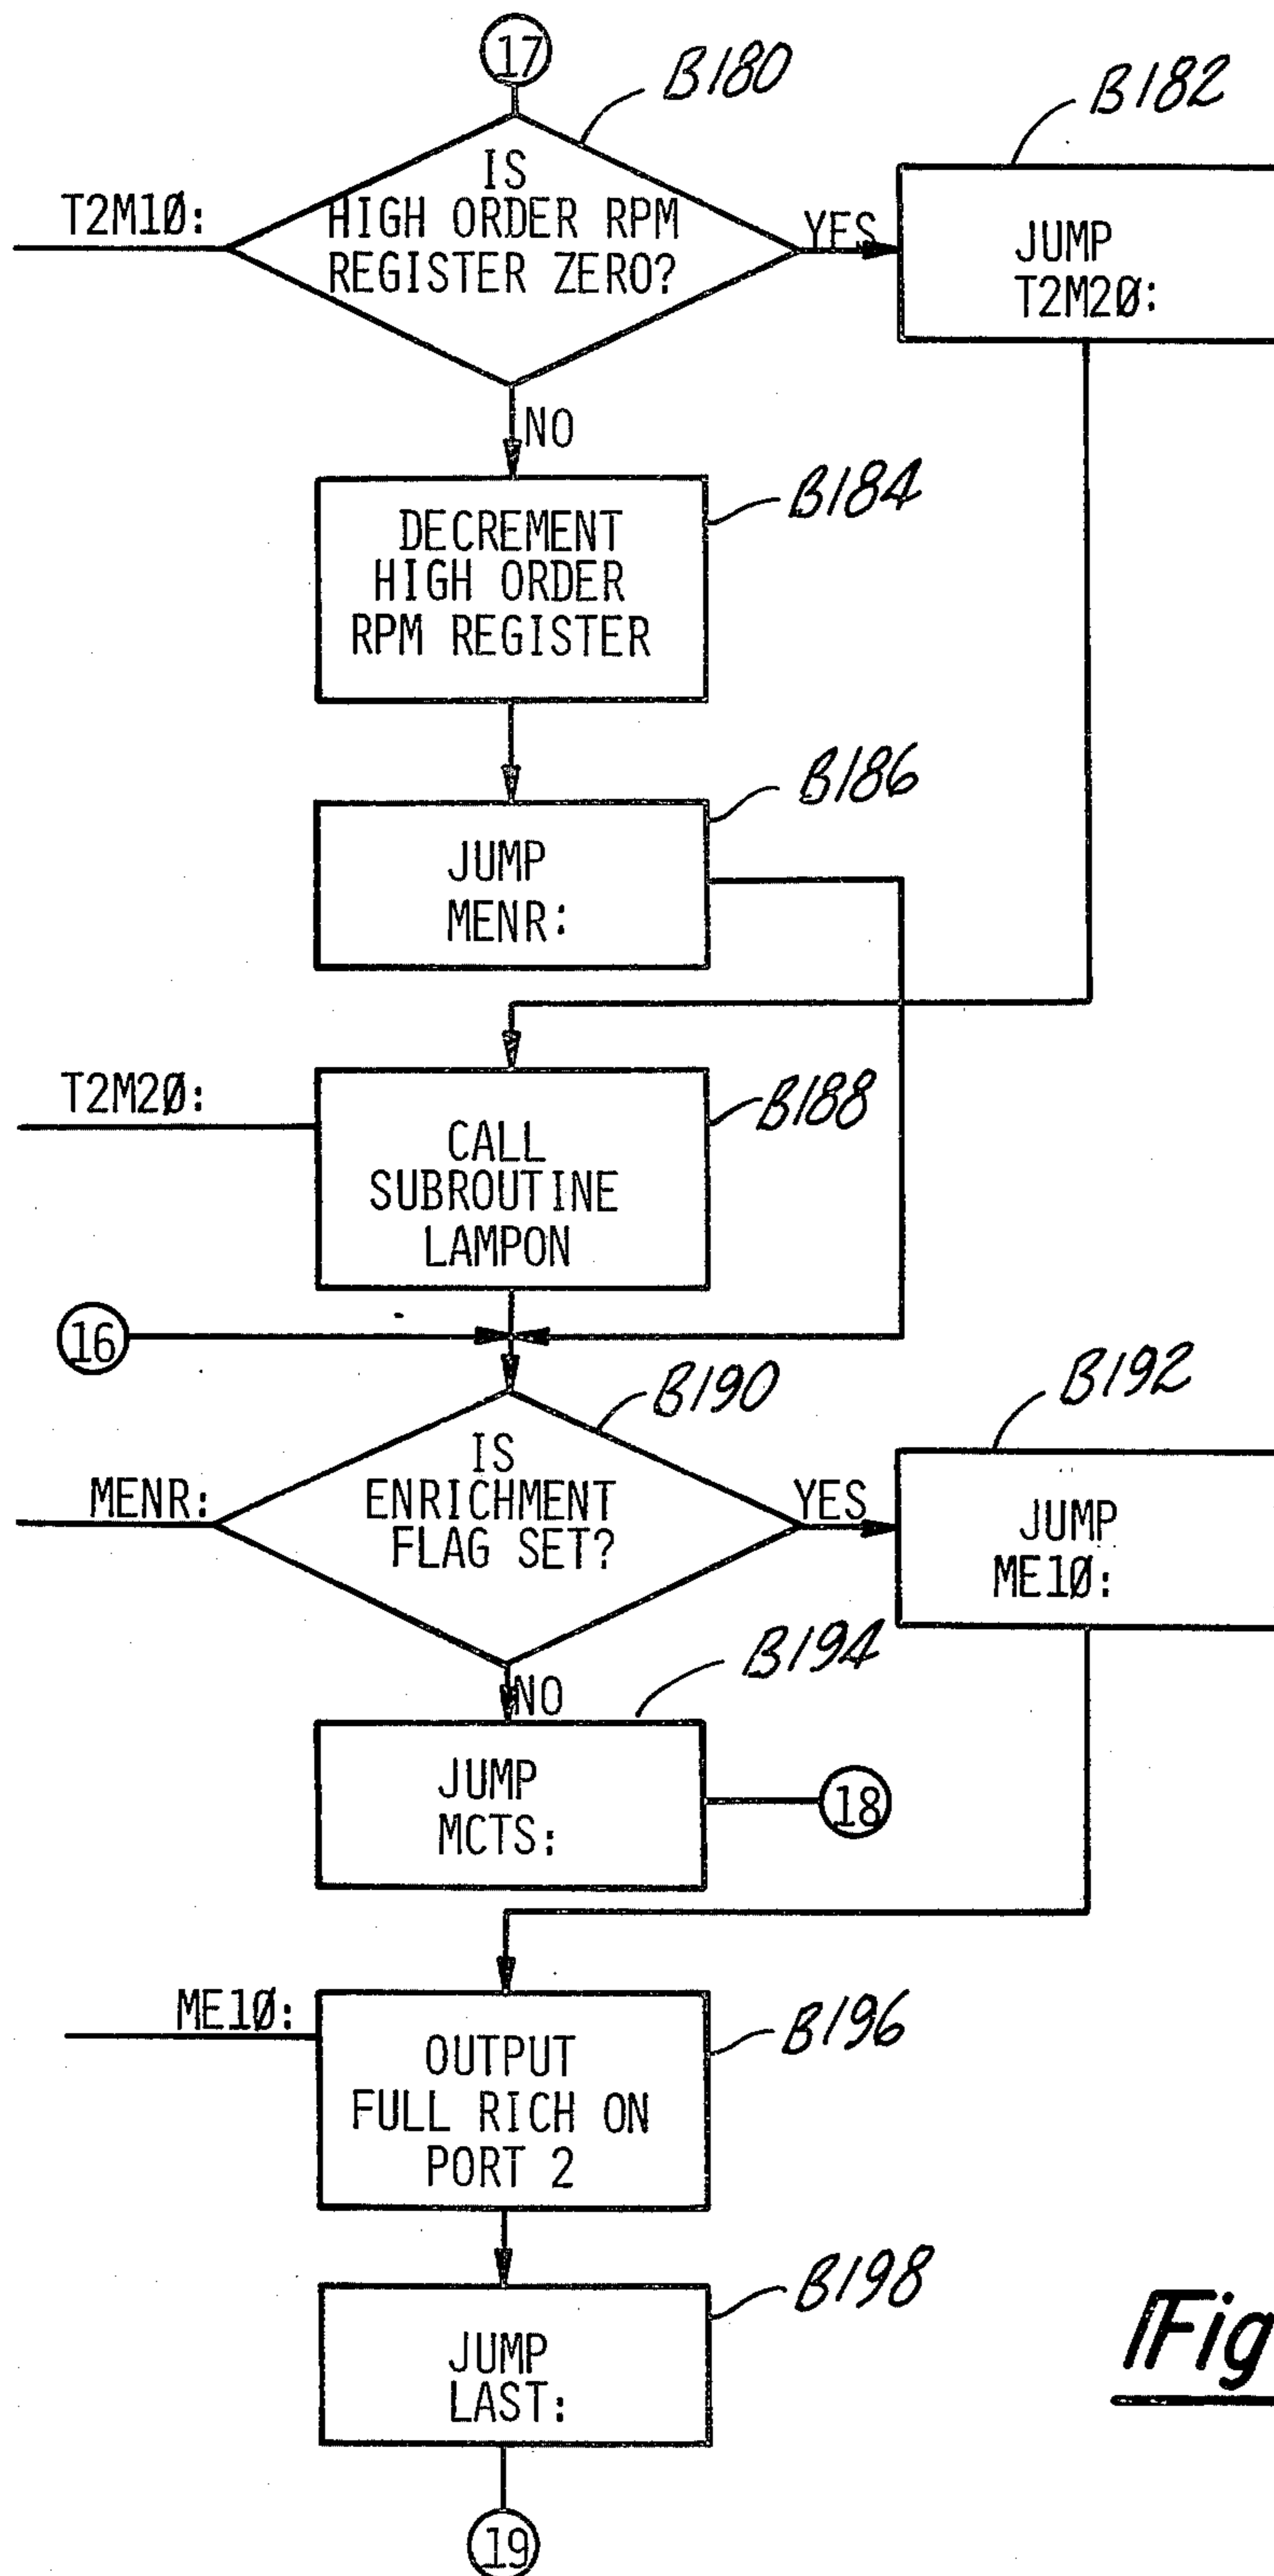 17
B180
B182
T2M1Ø:
IS
HIGH ORDER RPM
REGISTER ZERO?
YES
JUMP
T2M2Ø:
NO
B184
DECREMENT
HIGH ORDER
RPM REGISTER
B186
JUMP
MENR:
T2M2Ø:
B188
CALL
SUBROUTINE
LAMPON
16
B190
B192
MENR:
IS
ENRICHMENT
FLAG SET?
YES
JUMP
ME1Ø:
NO
B194
JUMP
MCTS:
18
ME1Ø:
B196
OUTPUT
FULL RICH ON
PORT 2
B198
JUMP
LAST:
Fig
19